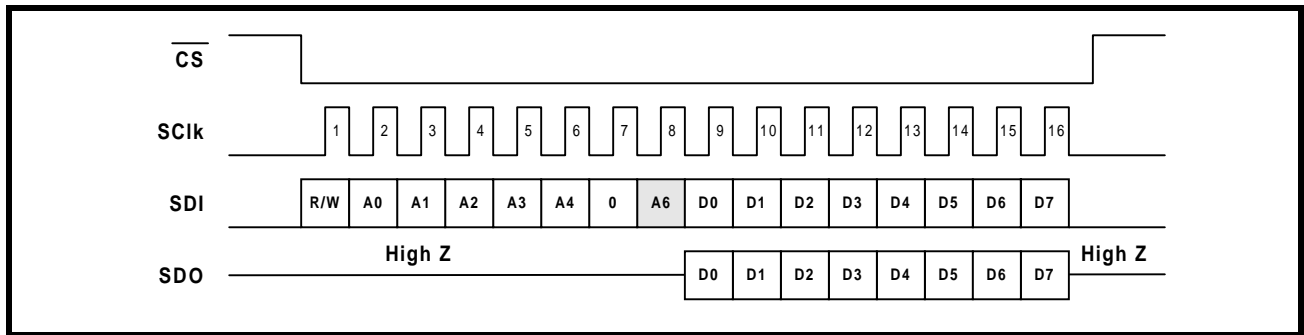 CS
SClk 1 2 3 4 5 6 7 8 9 10 11 12 13 14 15 16
SDI R/W A0 A1 A2 A3 A4 0 A6 D0 D1 D2 D3 D4 D5 D6 D7
High Z High Z
SDO D0 D1 D2 D3 D4 D5 D6 D7